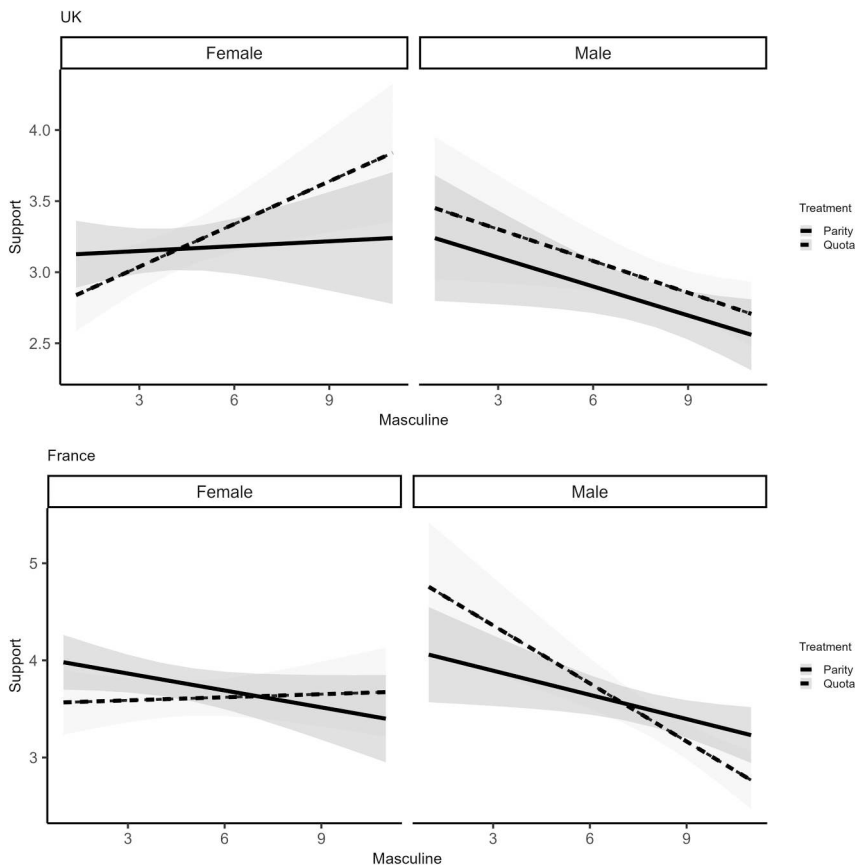 UK
Female
Male
4.0
3.5
3.0
2.5
Support
3
6
9
3
6
9
Masculine
Treatment
Parity
Quota
France
Female
Male
5
4
3
Support
3
6
9
3
6
9
Masculine
Treatment
Parity
Quota